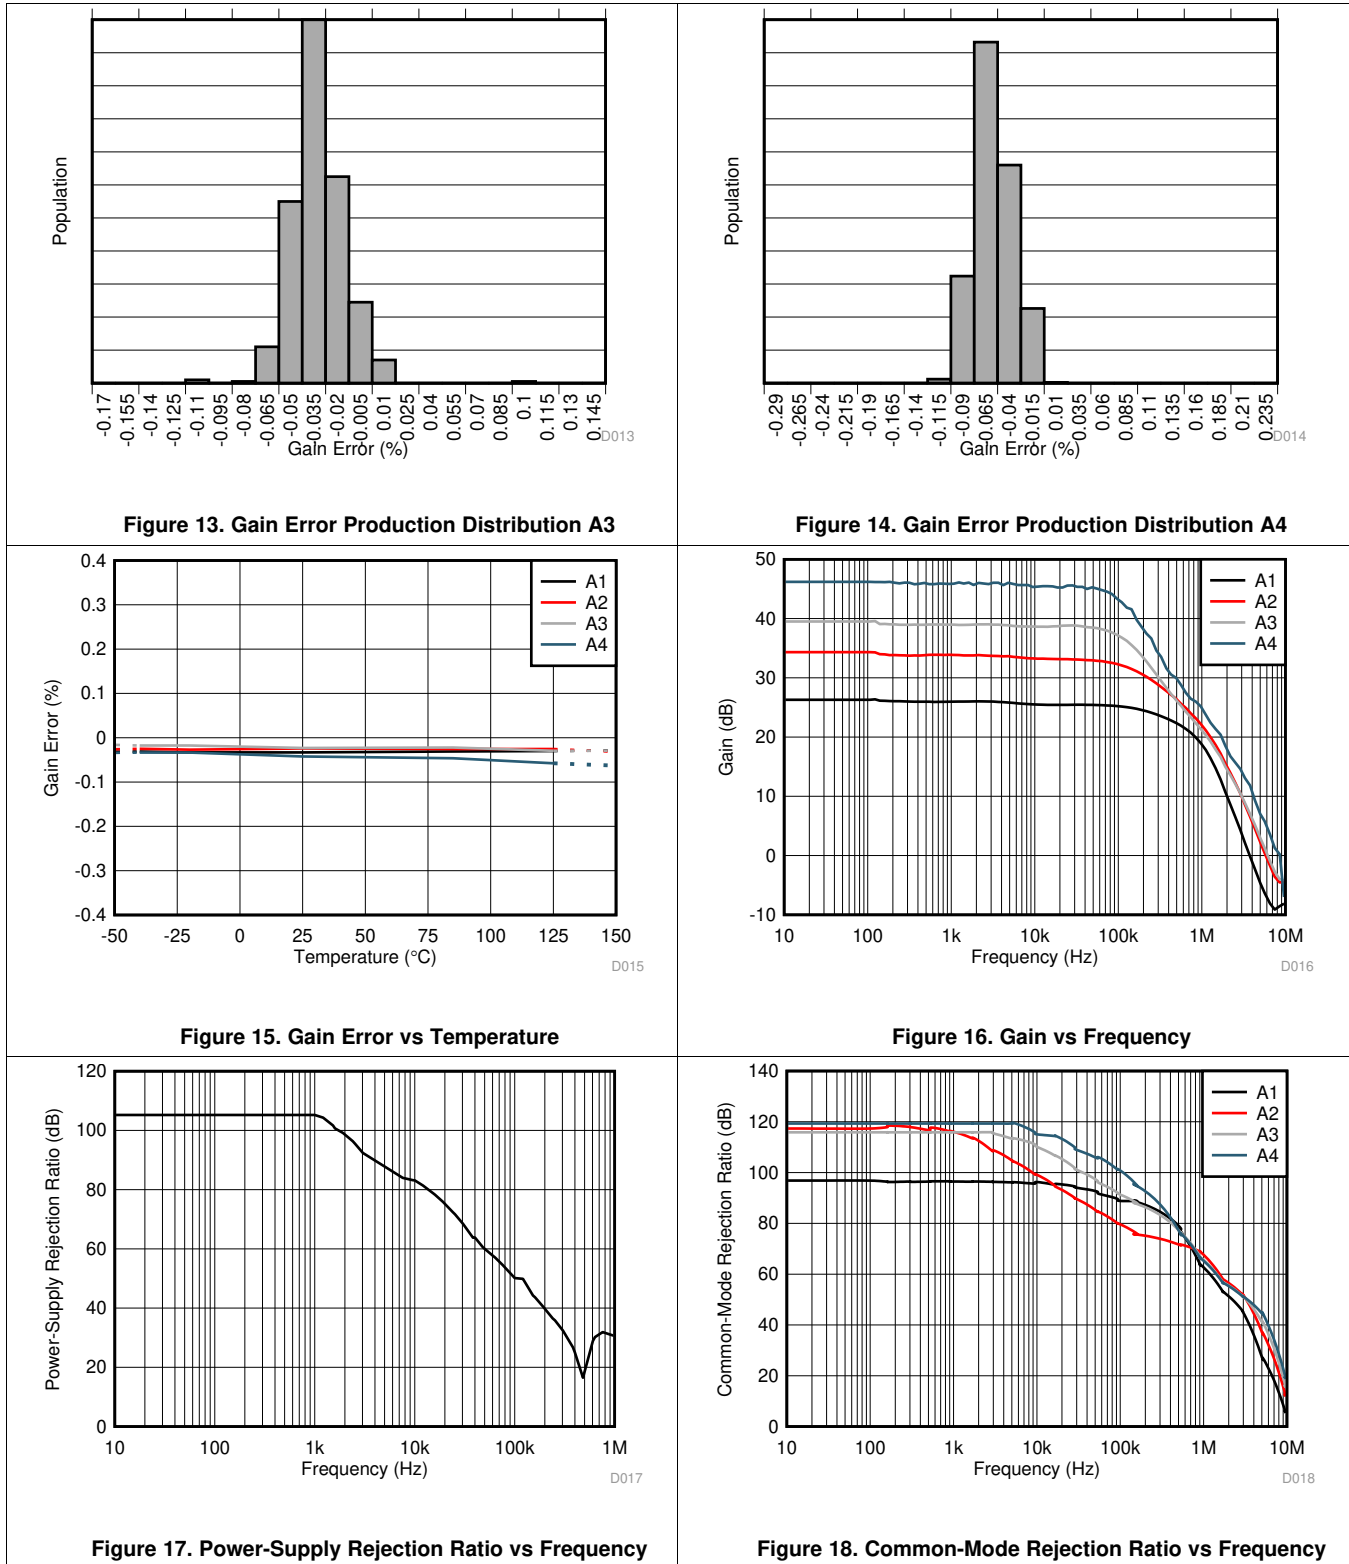 Population
-0.17
-0.155
-0.14
-0.125
-0.11
-0.095
-0.08
-0.065
-0.05
-0.035
-0.02
-0.005
0.01
0.025
0.04
0.055
0.07
0.085
0.1
0.115
0.13
0.145
Gain Error (%)
D013
Figure 13. Gain Error Production Distribution A3
Population
-0.29
-0.265
-0.24
-0.215
-0.19
-0.165
-0.14
-0.115
-0.09
-0.065
-0.04
-0.015
0.01
0.035
0.06
0.085
0.11
0.135
0.16
0.185
0.21
0.235
Gain Error (%)
D014
Figure 14. Gain Error Production Distribution A4
0.4
0.3
0.2
0.1
0
-0.1
-0.2
-0.3
-0.4
Gain Error (%)
A1
A2
A3
A4
-50 -25 0 25 50 75 100 125 150
Temperature (°C)
D015
Figure 15. Gain Error vs Temperature
50
40
30
20
10
0
-10
Gain (dB)
A1
A2
A3
A4
10 100 1k 10k 100k 1M 10M
Frequency (Hz)
D016
Figure 16. Gain vs Frequency
120
100
80
60
40
20
0
Power-Supply Rejection Ratio (dB)
10 100 1k 10k 100k 1M
Frequency (Hz)
D017
Figure 17. Power-Supply Rejection Ratio vs Frequency
140
120
100
80
60
40
20
0
Common-Mode Rejection Ratio (dB)
A1
A2
A3
A4
10 100 1k 10k 100k 1M 10M
Frequency (Hz)
D018
Figure 18. Common-Mode Rejection Ratio vs Frequency